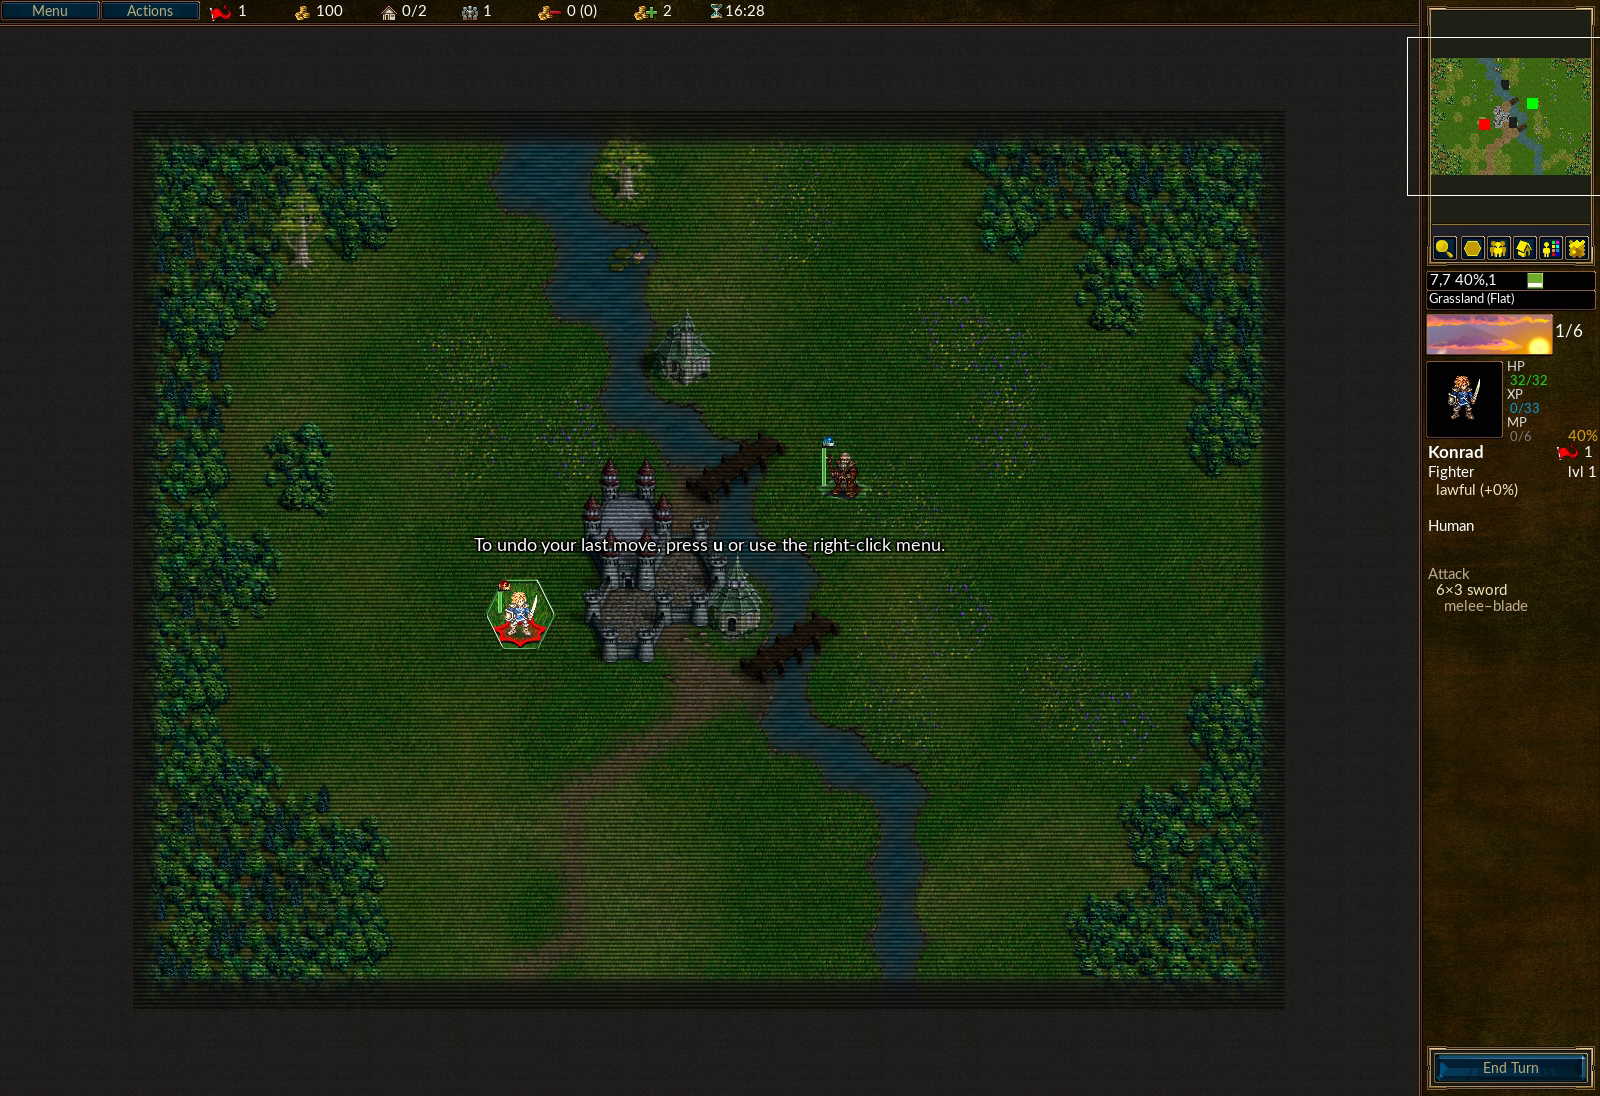 Menu
Actions
1
100
0/2
1
0 (0)
2
16:28
7,7 40%,1
Grassland (Flat)
1/6
HP
32/32
XP
0/33
MP
0/6
40%
Konrad
1
Fighter
lvl 1
lawful (+0%)
Human
Attack
6×3 sword
melee–blade
To undo your last move, press u or use the right-click menu.
End Turn